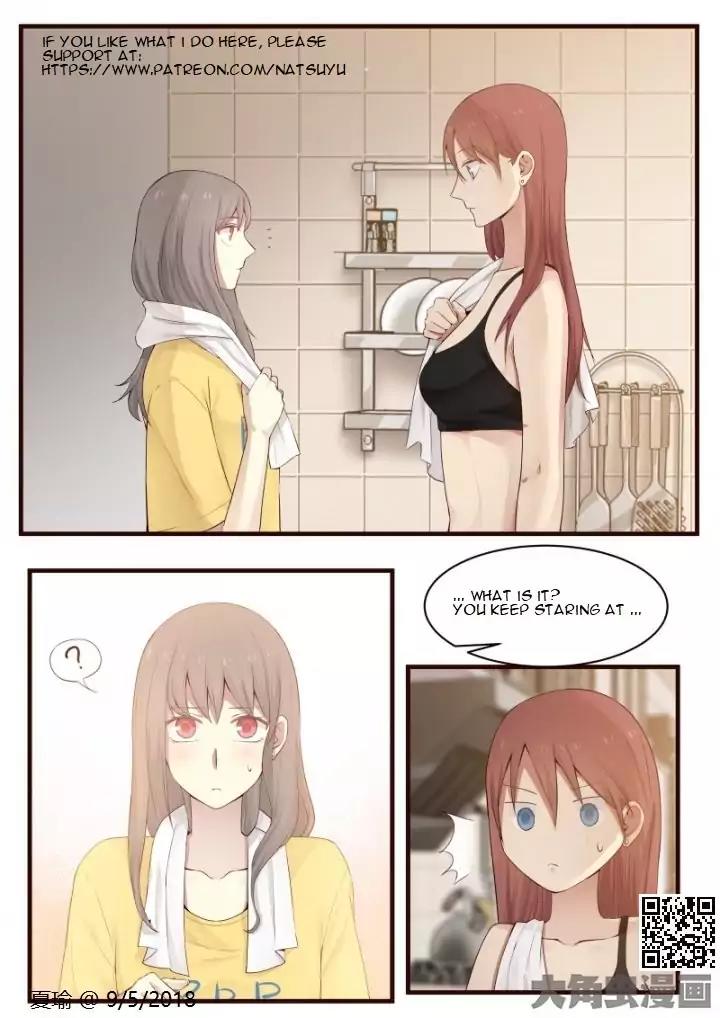 IF YOU LIKE WHAT I DO HERE, PLEASE
SUPPORT AT:
HTTPS://WWW.PATREON.COM/NATSUYU
...
?
... WHAT IS IT?
YOU KEEP STARING AT ...
夏瑜 @ 9/5/2018
大角虫漫画